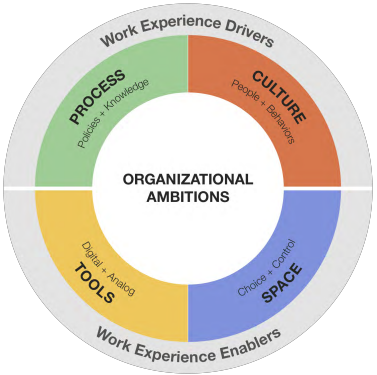 Work Experience Drivers
PROCESS
Policies + Knowledge
CULTURE
People + Behaviors
ORGANIZATIONAL
AMBITIONS
Digital + Analog
TOOLS
Choice + Control
SPACE
Work Experience Enablers